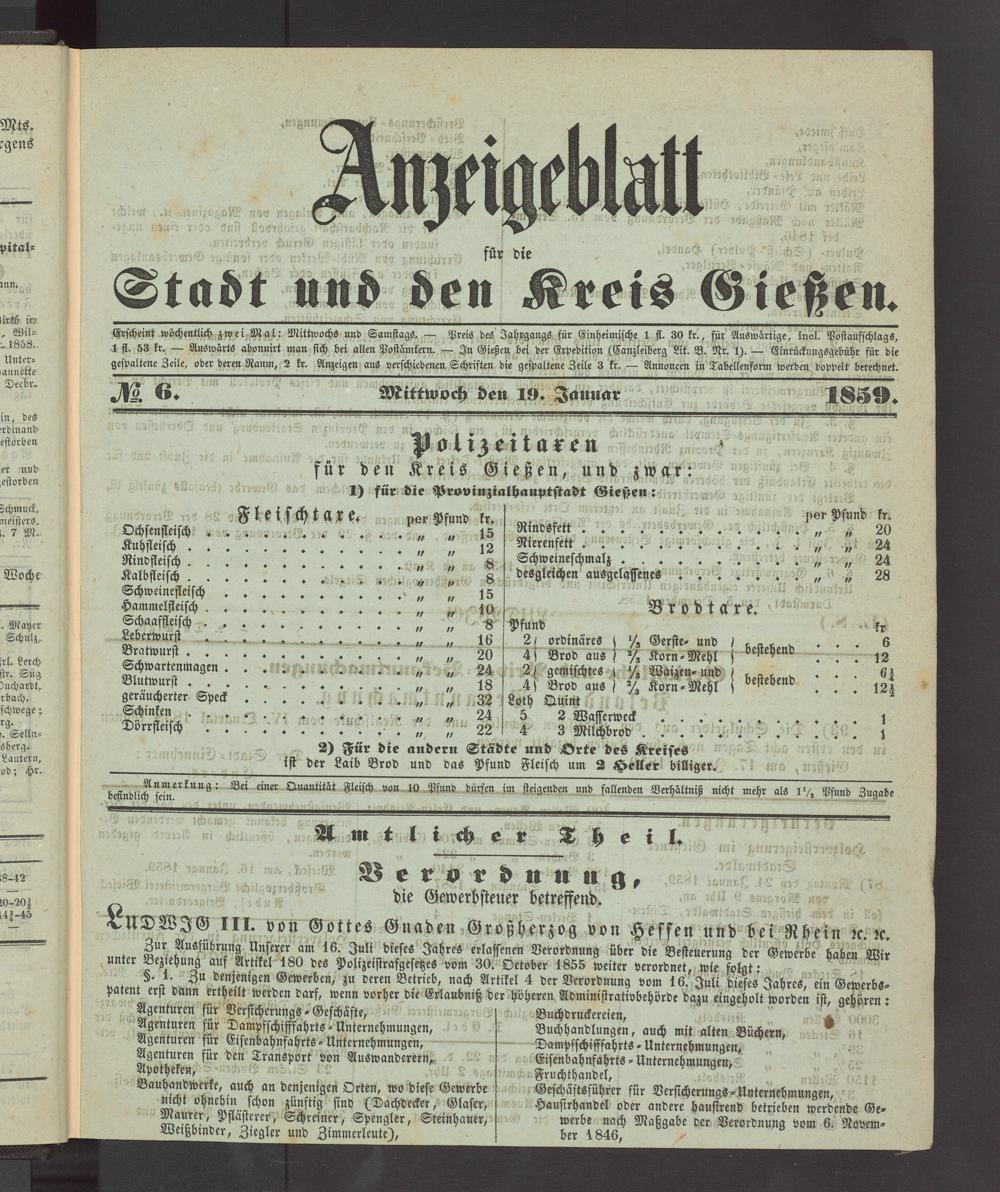 Anzeigeblatt
für die
Stadt und den Kreis Gießen.
Erscheint wöchentlich zwei Mal: Mittwochs und Samstags. — Preis des Jahrgangs für Einheimische 1 fl. 30 kr., für Auswärtige, incl. Postaufschlags,
1 fl. 53 kr. — Auswärts abonnirt man sich bei allen Postämtern. — In Gießen bei der Expedition (Canzleiberg Lit. B. Nr. 1). — Einrückungsgebühr für die
gespaltene Zeile, oder deren Raum, 2 kr. Anzeigen aus verschiedenen Schriften die gespaltene Zeile 3 kr. — Annoncen in Tabellenform werden doppelt berechnet.
№ 6. Mittwoch den 19. Januar 1859.
Polizeitaxen
für den Kreis Gießen, und zwar:
1) für die Provinzialhauptstadt Gießen:
Fleischtaxe. per Pfund kr.
Ochsenfleisch . . . „ „ 15
Kuhfleisch . . . „ „ 12
Rindfleisch . . . „ „ 8
Kalbfleisch . . . „ „ 8
Schweinefleisch . . . „ „ 15
Hammelfleisch . . . „ „ 10
Schaaffleisch . . . „ „ 8
Leberwurst . . . „ „ 16
Bratwurst . . . „ „ 20
Schwartenmagen . . . „ „ 24
Blutwurst . . . „ „ 18
geräucherter Speck . . . „ „ 32
Schinken . . . „ „ 24
Dörrfleisch . . . „ „ 22
per Pfund kr.
Rindsfett . . . „ „ 20
Nierenfett . . . „ „ 24
Schweineschmalz . . . „ „ 24
desgleichen ausgelassenes . . . „ „ 28
Brodtaxe.
Pfund kr
2) ordinäres ( ⅓ Gerste- und ) bestehend . . . 6
4) Brod aus ( ⅔ Korn-Mehl ) . . . 12
2) gemischtes ( ⅓ Waizen- und ) bestehend . . . 6¼
4) Brod aus ( ⅔ Korn-Mehl ) . . . 12½
Loth Quint
5 2 Wasserweck . . . 1
4 3 Milchbrod . . . 1
2) Für die andern Städte und Orte des Kreises
ist der Laib Brod und das Pfund Fleisch um 2 Heller billiger.
Anmerkung: Bei einer Quantität Fleisch von 10 Pfund dürfen im steigenden und fallenden Verhältniß nicht mehr als 1½ Pfund Zugabe
befindlich sein.
Amtlicher Theil.
Verordnung,
die Gewerbsteuer betreffend.
LUDWIG III. von Gottes Gnaden Großherzog von Hessen und bei Rhein ꝛc. ꝛc.
Zur Ausführung Unserer am 16. Juli dieses Jahres erlassenen Verordnung über die Besteuerung der Gewerbe haben Wir
unter Beziehung auf Artikel 180 des Polizeistrafgesetzes vom 30. October 1855 weiter verordnet, wie folgt:
§. 1. Zu denjenigen Gewerben, zu deren Betrieb, nach Artikel 4 der Verordnung vom 16. Juli dieses Jahres, ein Gewerbs-
patent erst dann ertheilt werden darf, wenn vorher die Erlaubniß der höheren Administrativbehörde dazu eingeholt worden ist, gehören:
Agenturen für Versicherungs-Geschäfte,
Agenturen für Dampfschifffahrts-Unternehmungen,
Agenturen für Eisenbahnfahrts-Unternehmungen,
Agenturen für den Transport von Auswanderern,
Apotheken,
Bauhandwerke, auch an denjenigen Orten, wo diese Gewerbe
nicht ohnehin schon zünftig sind (Dachdecker, Glaser,
Maurer, Pflästerer, Schreiner, Spengler, Steinhauer,
Weißbinder, Ziegler und Zimmerleute),
Buchdruckereien,
Buchhandlungen, auch mit alten Büchern,
Dampfschifffahrts-Unternehmungen,
Eisenbahnfahrts-Unternehmungen,
Fruchthandel,
Geschäftsführer für Versicherungs-Unternehmungen,
Hausirhandel oder andere hausirend betrieben werdende Ge-
werbe nach Maßgabe der Verordnung vom 6. Novem-
ber 1846,